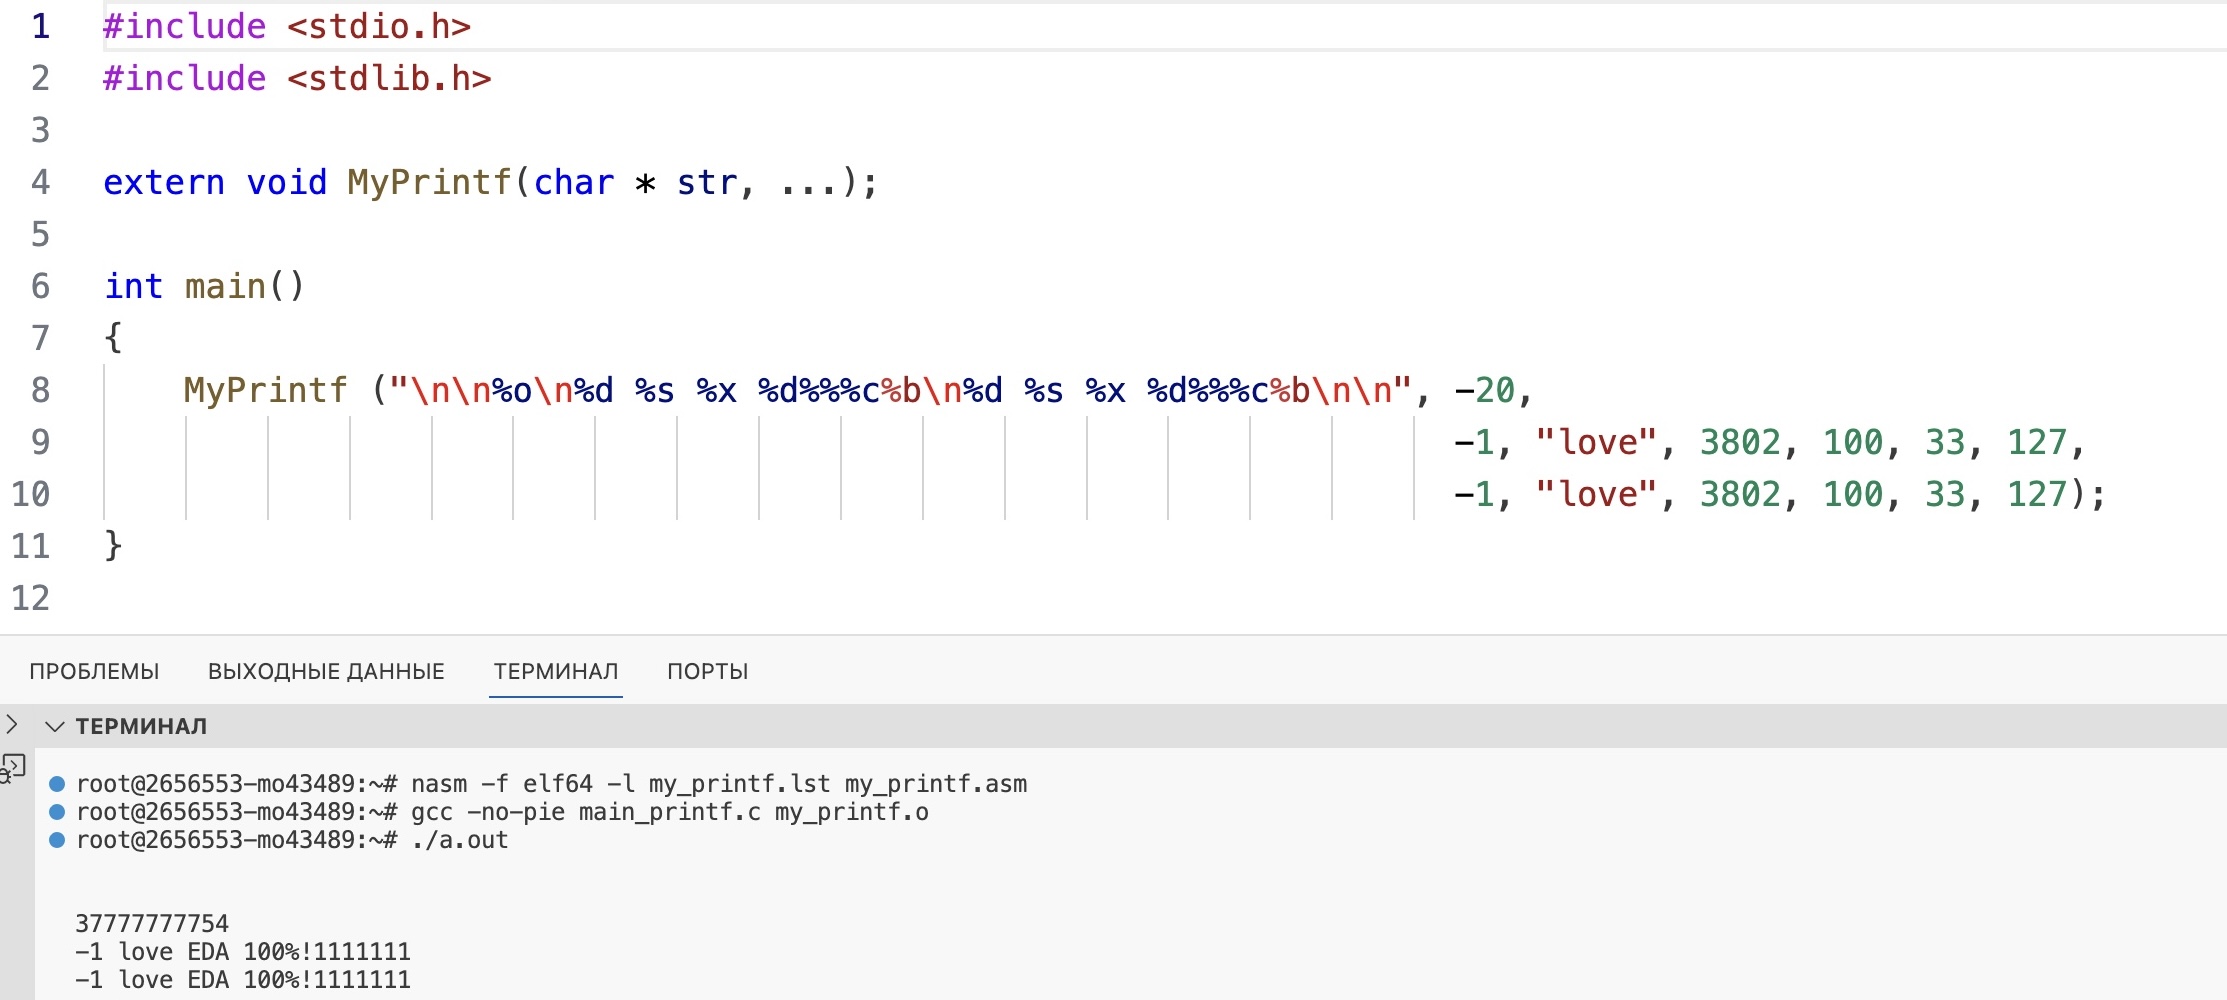 1 #include <stdio.h>
2 #include <stdlib.h>
3
4 extern void MyPrintf(char * str, ...);
5
6 int main()
7 {
8 MyPrintf ("\n\n%o\n%d %s %x %d%%%c%b\n%d %s %x %d%%%c%b\n\n", -20,
9 -1, "love", 3802, 100, 33, 127,
10 -1, "love", 3802, 100, 33, 127);
11 }
12
ПРОБЛЕМЫ ВЫХОДНЫЕ ДАННЫЕ ТЕРМИНАЛ ПОРТЫ
ТЕРМИНАЛ
root@2656553-mo43489:~# nasm -f elf64 -l my_printf.lst my_printf.asm
root@2656553-mo43489:~# gcc -no-pie main_printf.c my_printf.o
root@2656553-mo43489:~# ./a.out
37777777754
-1 love EDA 100%!1111111
-1 love EDA 100%!1111111